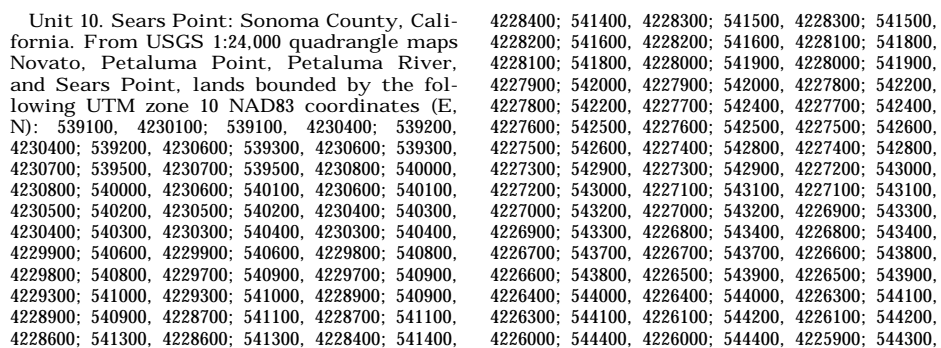 Unit 10. Sears Point: Sonoma County, Cali-
fornia. From USGS 1:24,000 quadrangle maps
Novato, Petaluma Point, Petaluma River,
and Sears Point, lands bounded by the fol-
lowing UTM zone 10 NAD83 coordinates (E,
N): 539100, 4230100; 539100, 4230400; 539200,
4230400; 539200, 4230600; 539300, 4230600; 539300,
4230700; 539500, 4230700; 539500, 4230800; 540000,
4230800; 540000, 4230600; 540100, 4230600; 540100,
4230500; 540200, 4230500; 540200, 4230400; 540300,
4230400; 540300, 4230300; 540400, 4230300; 540400,
4229900; 540600, 4229900; 540600, 4229800; 540800,
4229800; 540800, 4229700; 540900, 4229700; 540900,
4229300; 541000, 4229300; 541000, 4228900; 540900,
4228900; 540900, 4228700; 541100, 4228700; 541100,
4228600; 541300, 4228600; 541300, 4228400; 541400,
4228400; 541400, 4228300; 541500, 4228300; 541500,
4228200; 541600, 4228200; 541600, 4228100; 541800,
4228100; 541800, 4228000; 541900, 4228000; 541900,
4227900; 542000, 4227900; 542000, 4227800; 542200,
4227800; 542200, 4227700; 542400, 4227700; 542400,
4227600; 542500, 4227600; 542500, 4227500; 542600,
4227500; 542600, 4227400; 542800, 4227400; 542800,
4227300; 542900, 4227300; 542900, 4227200; 543000,
4227200; 543000, 4227100; 543100, 4227100; 543100,
4227000; 543200, 4227000; 543200, 4226900; 543300,
4226900; 543300, 4226800; 543400, 4226800; 543400,
4226700; 543700, 4226700; 543700, 4226600; 543800,
4226600; 543800, 4226500; 543900, 4226500; 543900,
4226400; 544000, 4226400; 544000, 4226300; 544100,
4226300; 544100, 4226100; 544200, 4226100; 544200,
4226000; 544400, 4226000; 544400, 4225900; 544300,